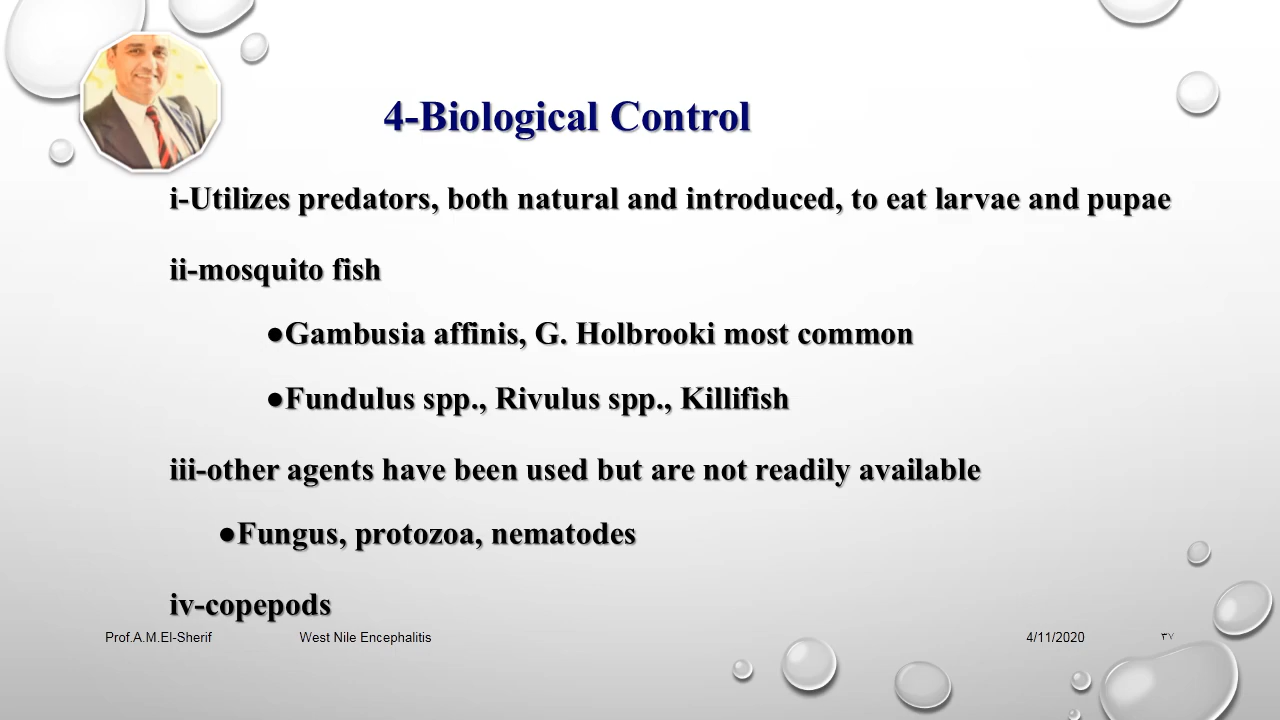 4-Biological Control
i-Utilizes predators, both natural and introduced, to eat larvae and pupae
ii-mosquito fish
●Gambusia affinis, G. Holbrooki most common
●Fundulus spp., Rivulus spp., Killifish
iii-other agents have been used but are not readily available
●Fungus, protozoa, nematodes
iv-copepods
Prof.A.M.El-Sherif West Nile Encephalitis 4/11/2020 ٣٧